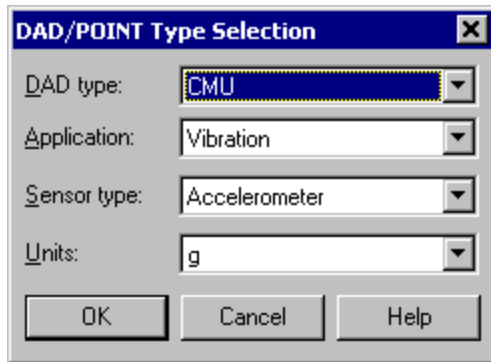 DAD/POINT Type Selection
DAD type: CMU
Application: Vibration
Sensor type: Accelerometer
Units: g
OK Cancel Help